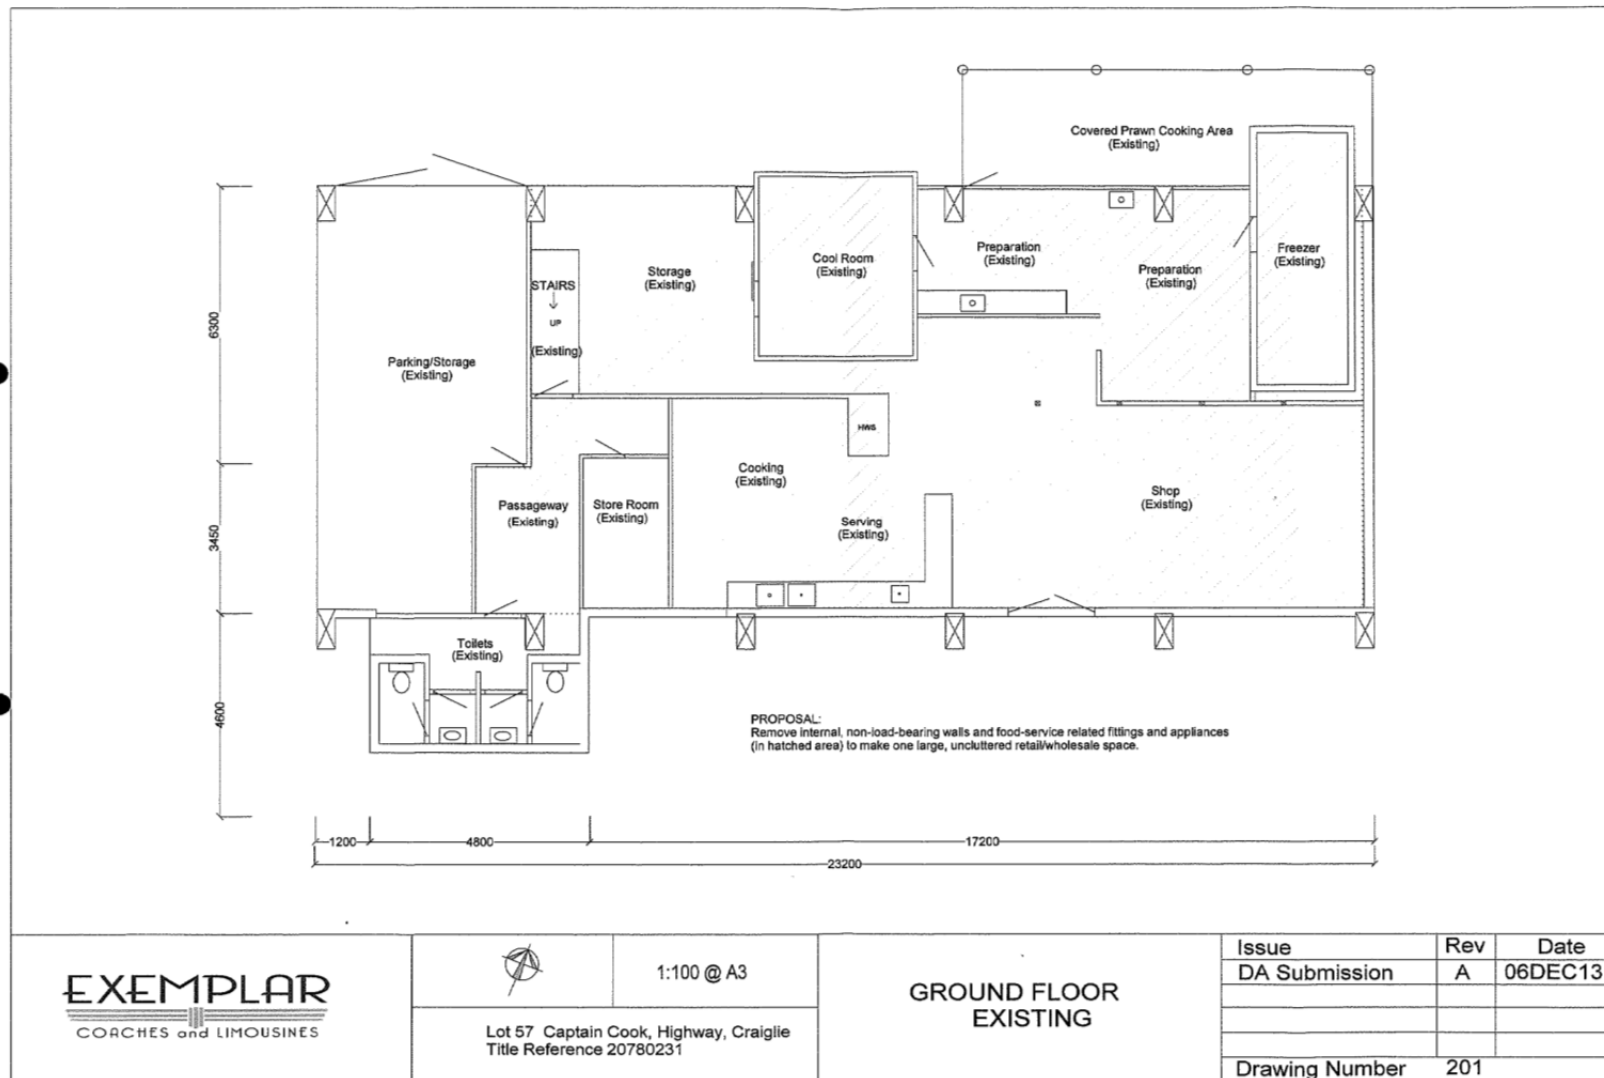 Covered Prawn Cooking Area
(Existing)
Preparation
(Existing)
Freezer
(Existing)
Cool Room
(Existing)
Preparation
(Existing)
Storage
(Existing)
STAIRS
UP
(Existing)
6300
Parking/Storage
(Existing)
HWS
Cooking
(Existing)
Shop
(Existing)
Passageway
(Existing)
Store Room
(Existing)
Serving
(Existing)
3450
Toilets
(Existing)
4600
PROPOSAL:
Remove internal, non-load-bearing walls and food-service related fittings and appliances
(in hatched area) to make one large, uncluttered retail/wholesale space.
1200
4800
17200
23200
EXEMPLAR
COACHES and LIMOUSINES
1:100 @ A3
Lot 57 Captain Cook, Highway, Craiglie
Title Reference 20780231
GROUND FLOOR
EXISTING
Issue Rev Date
DA Submission A 06DEC13
Drawing Number 201